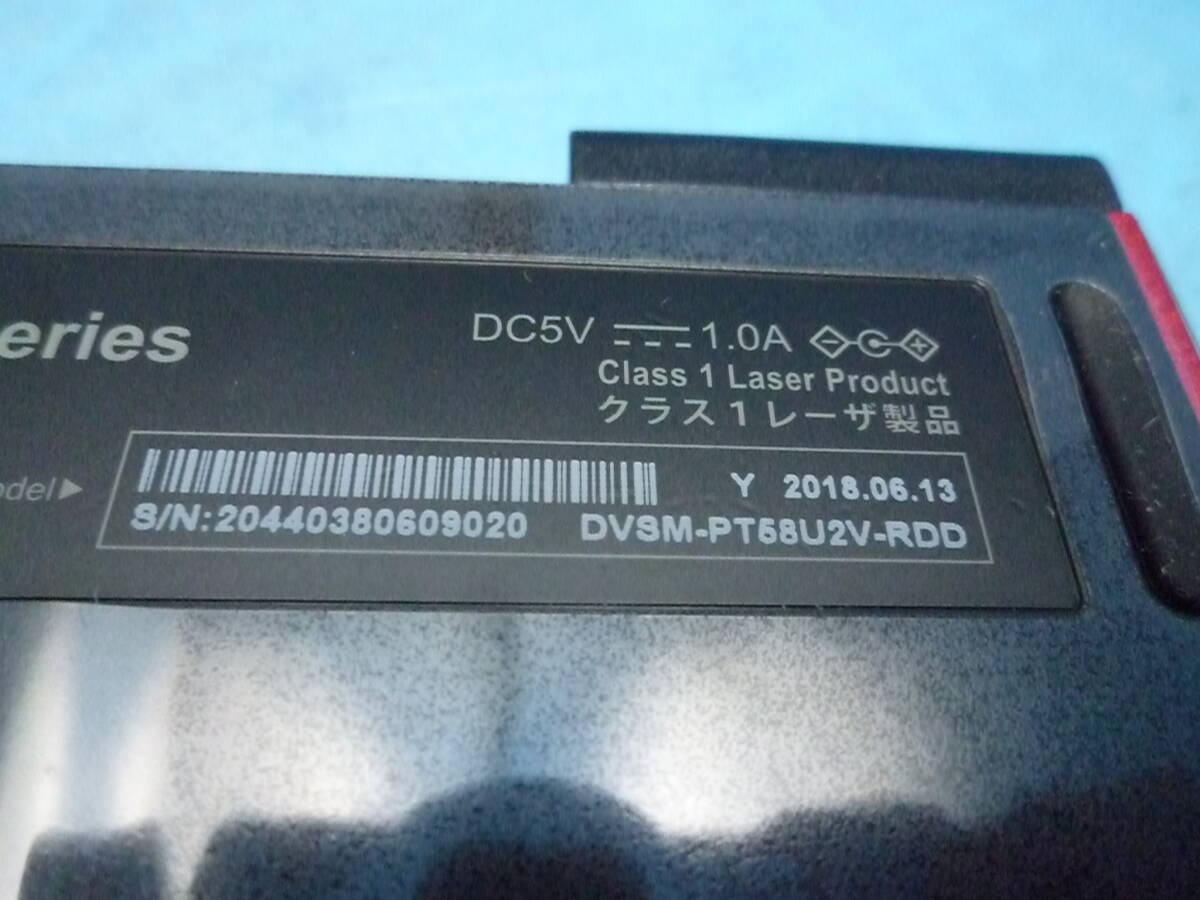 eries
DC5V 1.0A
Class 1 Laser Product
クラス1レーザ製品
odel▶
Y 2018.06.13
S/N:20440380609020 DVSM-PT58U2V-RDD